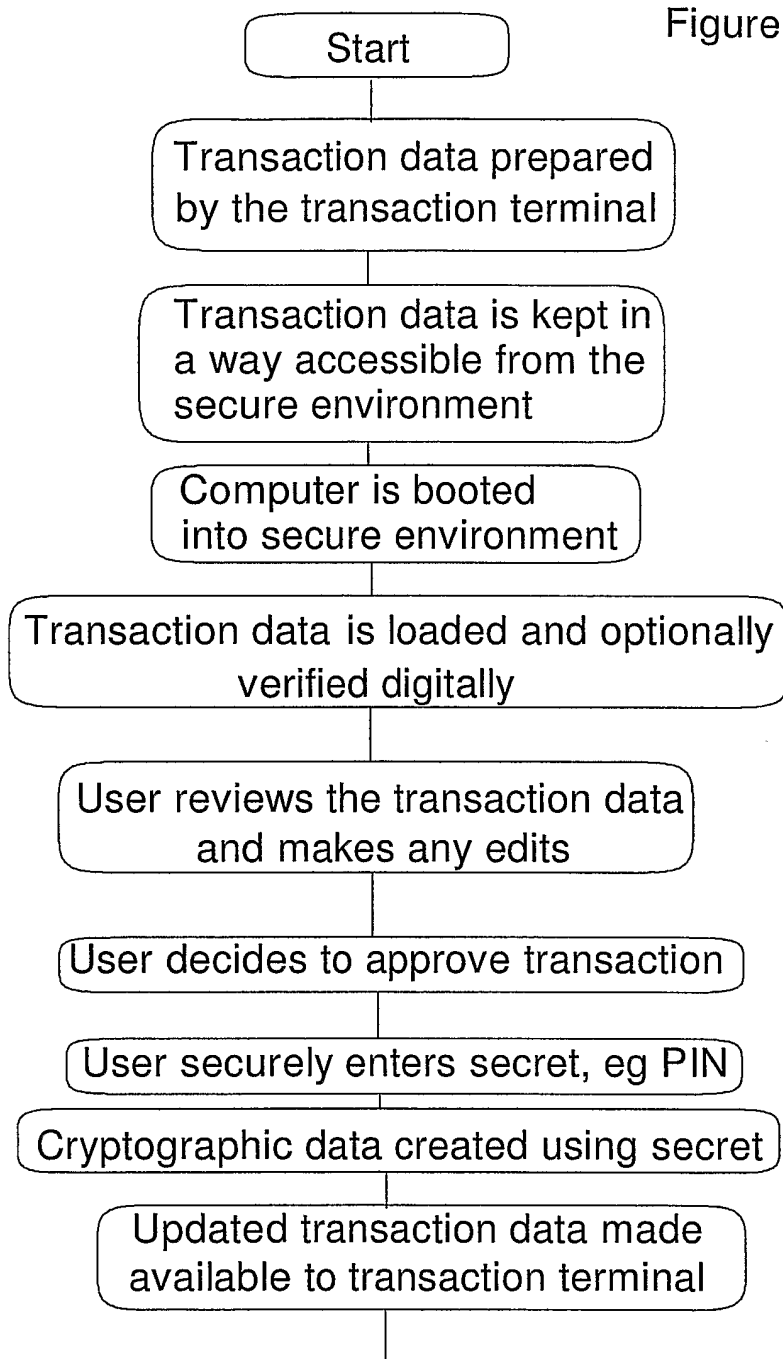 Figure
Start
Transaction data prepared
by the transaction terminal
Transaction data is kept in
a way accessible from the
secure environment
Computer is booted
into secure environment
Transaction data is loaded and optionally
verified digitally
User reviews the transaction data
and makes any edits
User decides to approve transaction
User securely enters secret, eg PIN
Cryptographic data created using secret
Updated transaction data made
available to transaction terminal